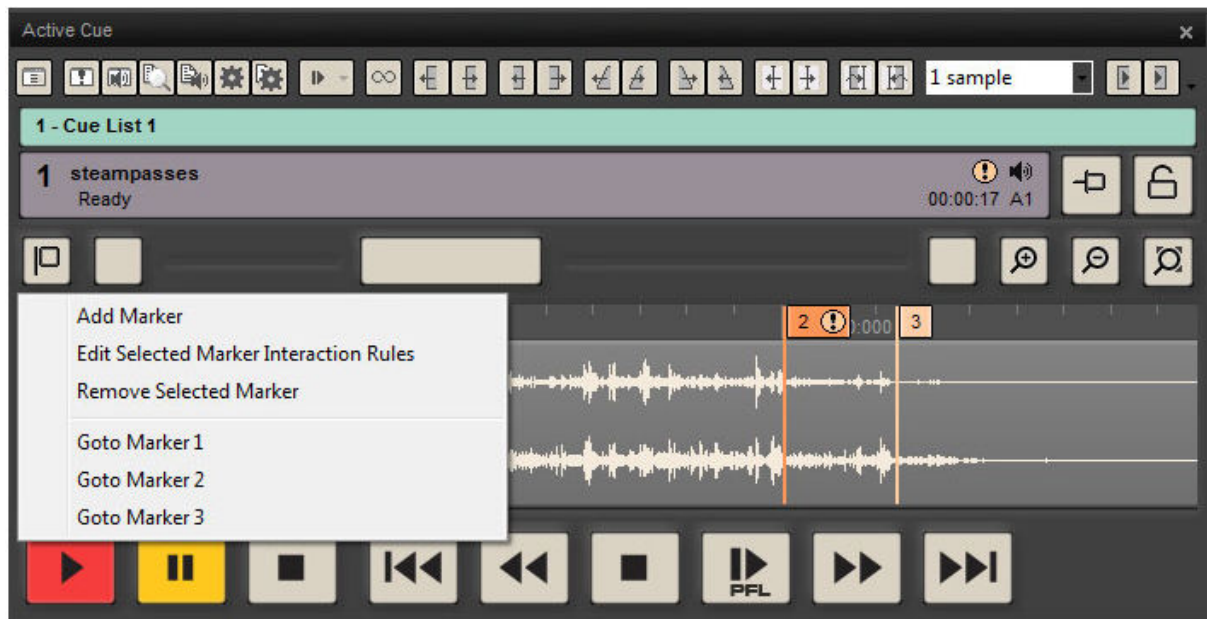 Active Cue
1 sample
1 - Cue List 1
1 steampasses
Ready
00:00:17 A1
Add Marker
Edit Selected Marker Interaction Rules
Remove Selected Marker
Goto Marker 1
Goto Marker 2
Goto Marker 3
2 :000 3
PFL